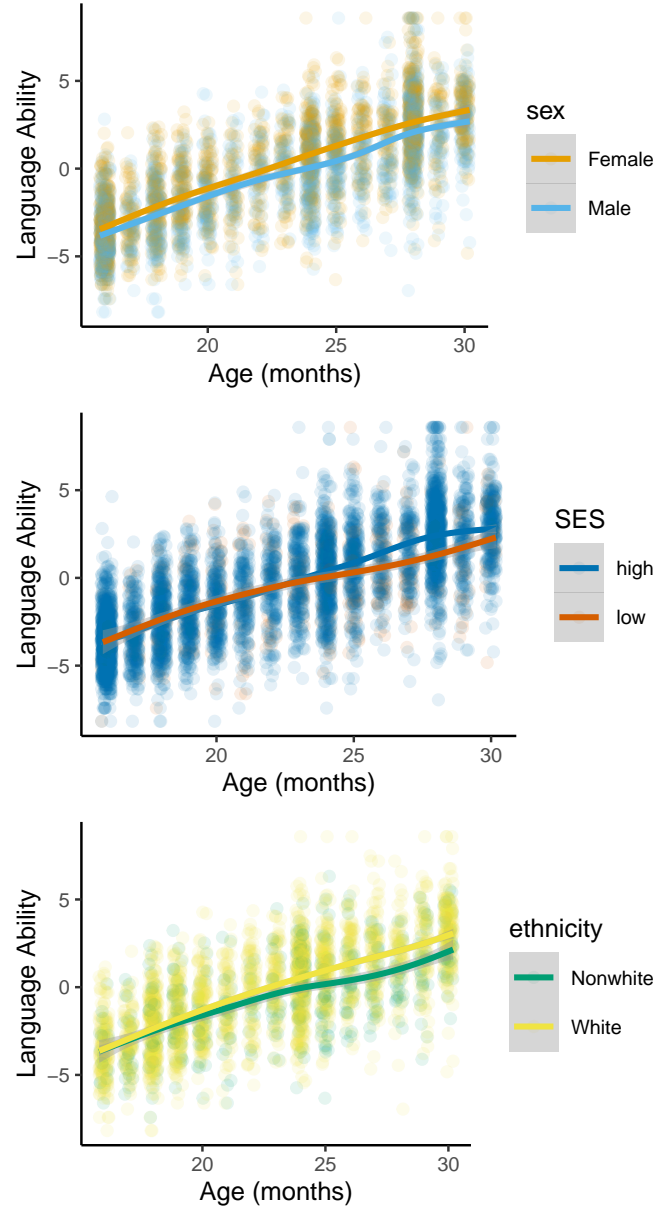 Language Ability
5
0
−5
20
25
30
Age (months)
sex
Female
Male
Language Ability
5
0
−5
20
25
30
Age (months)
SES
high
low
Language Ability
5
0
−5
20
25
30
Age (months)
ethnicity
Nonwhite
White